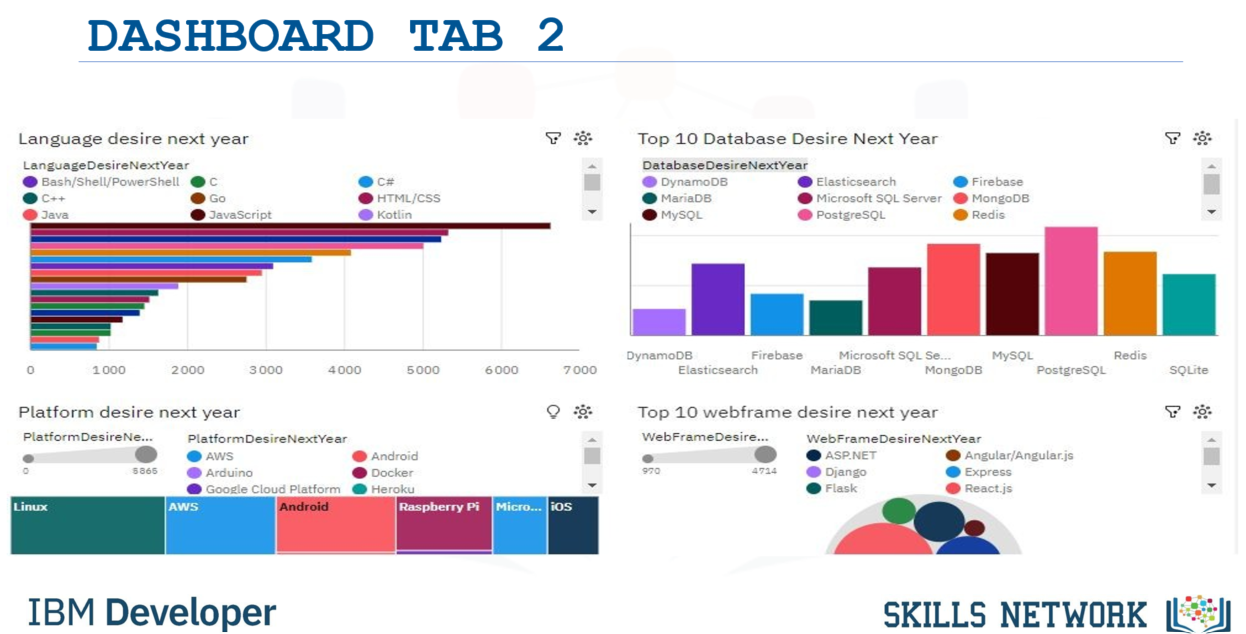 DASHBOARD TAB 2
Language desire next year
LanguageDesireNextYear
Bash/Shell/PowerShell C C#
C++ Go HTML/CSS
Java JavaScript Kotlin
0 1000 2000 3000 4000 5000 6000 7000
Top 10 Database Desire Next Year
DatabaseDesireNextYear
DynamoDB Elasticsearch Firebase
MariaDB Microsoft SQL Server MongoDB
MySQL PostgreSQL Redis
DynamoDB Firebase Microsoft SQL Se... MySQL Redis
Elasticsearch MariaDB MongoDB PostgreSQL SQLite
Platform desire next year
PlatformDesireNe... PlatformDesireNextYear
AWS Android
0 5865 Arduino Docker
Google Cloud Platform Heroku
Linux AWS Android Raspberry Pi Micro... iOS
Top 10 webframe desire next year
WebFrameDesire... WebFrameDesireNextYear
ASP.NET Angular/Angular.js
970 4714 Django Express
Flask React.js
IBM Developer
SKILLS NETWORK